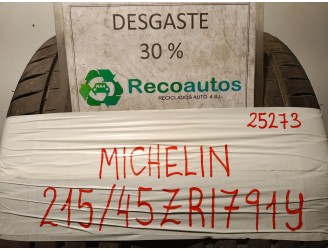 DESGASTE
30 %
Recoautos
RECICLADOS AUTO 4 S.L.
25273
MICHELIN
215/45ZR1791Y